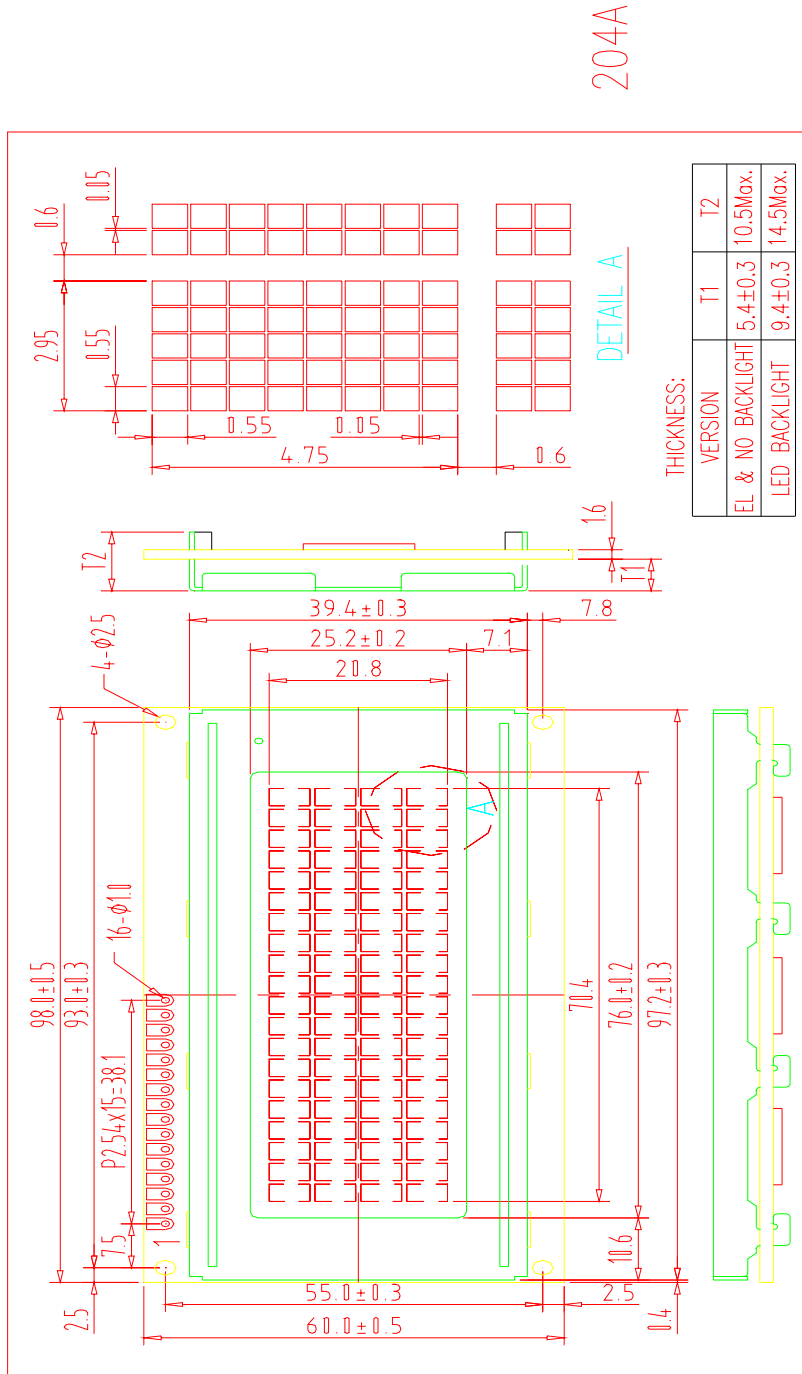 204A
0.6
0.05
2.95
0.55
0.55
0.05
4.75
0.6
DETAIL A
THICKNESS:
VERSION T1 T2
EL & NO BACKLIGHT 5.4±0.3 10.5Max.
LED BACKLIGHT 9.4±0.3 14.5Max.
T2
1.6
T1
98.0±0.5
93.0±0.3
4-Φ2.5
16-Φ1.0
P2.54x15=38.1
7.5
2.5
1
39.4±0.3
7.8
25.2±0.2
7.1
20.8
A
70.4
76.0±0.2
97.2±0.3
10.6
0.4
55.0±0.3
2.5
60.0±0.5